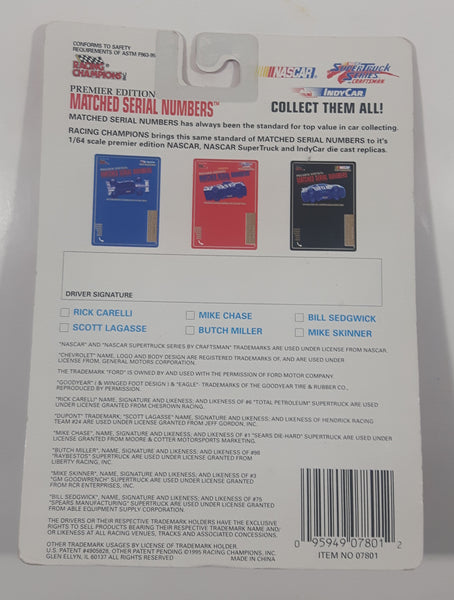 CONFORMS TO SAFETY
REQUIREMENTS OF ASTM F963-95
RACING
CHAMPIONS
NASCAR
SUPERTRUCK
SERIES
CRAFTSMAN
INDYCAR
PREMIER EDITION
MATCHED SERIAL NUMBERS™
COLLECT THEM ALL!
MATCHED SERIAL NUMBERS has always been the standard for top value in car collecting.
RACING CHAMPIONS brings this same standard of MATCHED SERIAL NUMBERS to it's
1/64 scale premier edition NASCAR, NASCAR SuperTruck and IndyCar die cast replicas.
MATCHED SERIAL NUMBERS
MATCHED SERIAL NUMBERS
DRIVER SIGNATURE
RICK CARELLI
MIKE CHASE
BILL SEDGWICK
SCOTT LAGASSE
BUTCH MILLER
MIKE SKINNER
"NASCAR" AND "NASCAR SUPERTRUCK SERIES BY CRAFTSMAN" TRADEMARKS ARE USED UNDER LICENSE FROM NASCAR.
"CHEVROLET" NAME, LOGO AND BODY DESIGN ARE REGISTERED TRADEMARKS OF, AND ARE USED UNDER
LICENSE FROM, GENERAL MOTORS CORPORATION.
THE TRADEMARK "FORD" IS OWNED BY AND USED WITH THE PERMISSION OF FORD MOTOR COMPANY.
"GOODYEAR" ( & WINGED FOOT DESIGN ) & "EAGLE"- TRADEMARKS OF THE GOODYEAR TIRE & RUBBER CO.,
REPRODUCED BY PERMISSION.
"RICK CARELLI" NAME, SIGNATURE AND LIKENESS; AND LIKENESS OF #6 "TOTAL PETROLEUM" SUPERTRUCK ARE USED
UNDER LICENSE GRANTED FROM CHESROWN RACING.
"DUPONT" TRADEMARK; "SCOTT LAGASSE" NAME, SIGNATURE AND LIKENESS; AND LIKENESS OF HENDRICK RACING
TEAM #24 ARE USED UNDER LICENSE GRANTED FROM JEFF GORDON, INC.
"MIKE CHASE", NAME, SIGNATURE AND LIKENESS; AND LIKENESS OF #1 "SEARS DIE-HARD" SUPERTRUCK ARE USED
UNDER LICENSE GRANTED FROM MOORE & COTTER MOTORSPORTS MARKETING.
"BUTCH MILLER", NAME, SIGNATURE AND LIKENESS; AND LIKENESS OF #98
"RAYBESTOS" SUPERTRUCK ARE USED UNDER LICENSE GRANTED FROM
LIBERTY RACING, INC.
"MIKE SKINNER", NAME, SIGNATURE AND LIKENESS; AND LIKENESS OF #3
"GM GOODWRENCH" SUPERTRUCK ARE USED UNDER LICENSE GRANTED
FROM RCR ENTERPRISES, INC.
"BILL SEDGWICK", NAME, SIGNATURE AND LIKENESS; AND LIKENESS OF #75
"SPEARS MANUFACTURING" SUPERTRUCK ARE USED UNDER LICENSE GRANTED
FROM ABLE EQUIPMENT SUPPLY CORPORATION.
THE DRIVERS OR THEIR RESPECTIVE TRADEMARK HOLDERS HAVE THE EXCLUSIVE
RIGHTS TO SELL PRODUCTS BEARING THEIR RESPECTIVE TRADEMARK NAME AND/
OR LIKENESS AT ALL RACING VENUES, TRACKS AND ASSOCIATED CONCESSIONS.
OTHER TRADEMARK UAGES BY LICENSE OF TRADEMARK HOLDER.
U.S. PATENT #4805828, OTHER PATENT PENDING ©1995 RACING CHAMPIONS, INC.
GLEN ELLYN, IL 60137 ALL RIGHTS RESERVED MADE IN CHINA
0 95949 07801 2
ITEM NO 07801